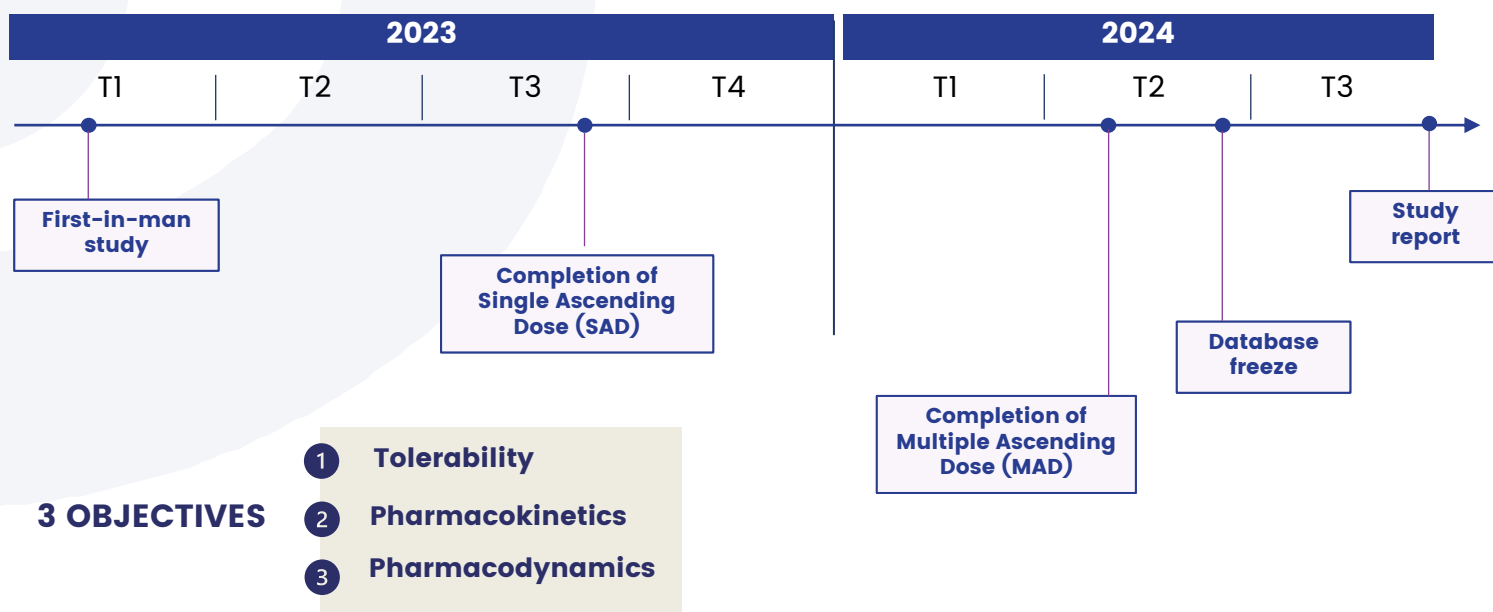 2023
2024
T1
T2
T3
T4
T1
T2
T3
First-in-man
study
Completion of
Single Ascending
Dose (SAD)
Completion of
Multiple Ascending
Dose (MAD)
Database
freeze
Study
report
3 OBJECTIVES
1 Tolerability
2 Pharmacokinetics
3 Pharmacodynamics